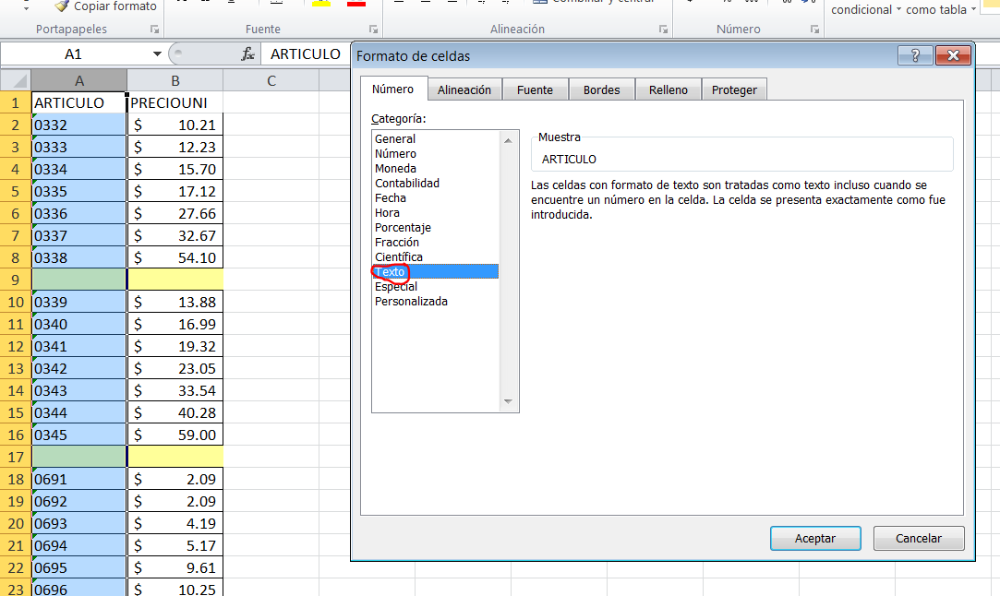 Copiar formato
Combinar y centrar
condicional como tabla
Portapapeles Fuente Alineación Número
A1 fx ARTICULO
A B C
1 ARTICULO PRECIOUNI
2 0332 $ 10.21
3 0333 $ 12.23
4 0334 $ 15.70
5 0335 $ 17.12
6 0336 $ 27.66
7 0337 $ 32.67
8 0338 $ 54.10
9
10 0339 $ 13.88
11 0340 $ 16.99
12 0341 $ 19.32
13 0342 $ 23.05
14 0343 $ 33.54
15 0344 $ 40.28
16 0345 $ 59.00
17
18 0691 $ 2.09
19 0692 $ 2.09
20 0693 $ 4.19
21 0694 $ 5.17
22 0695 $ 9.61
23 0696 $ 10.25
Formato de celdas
Número Alineación Fuente Bordes Relleno Proteger
Categoría:
General
Número
Moneda
Contabilidad
Fecha
Hora
Porcentaje
Fracción
Científica
Texto
Especial
Personalizada
Muestra
ARTICULO
Las celdas con formato de texto son tratadas como texto incluso cuando se
encuentre un número en la celda. La celda se presenta exactamente como fue
introducida.
Aceptar Cancelar